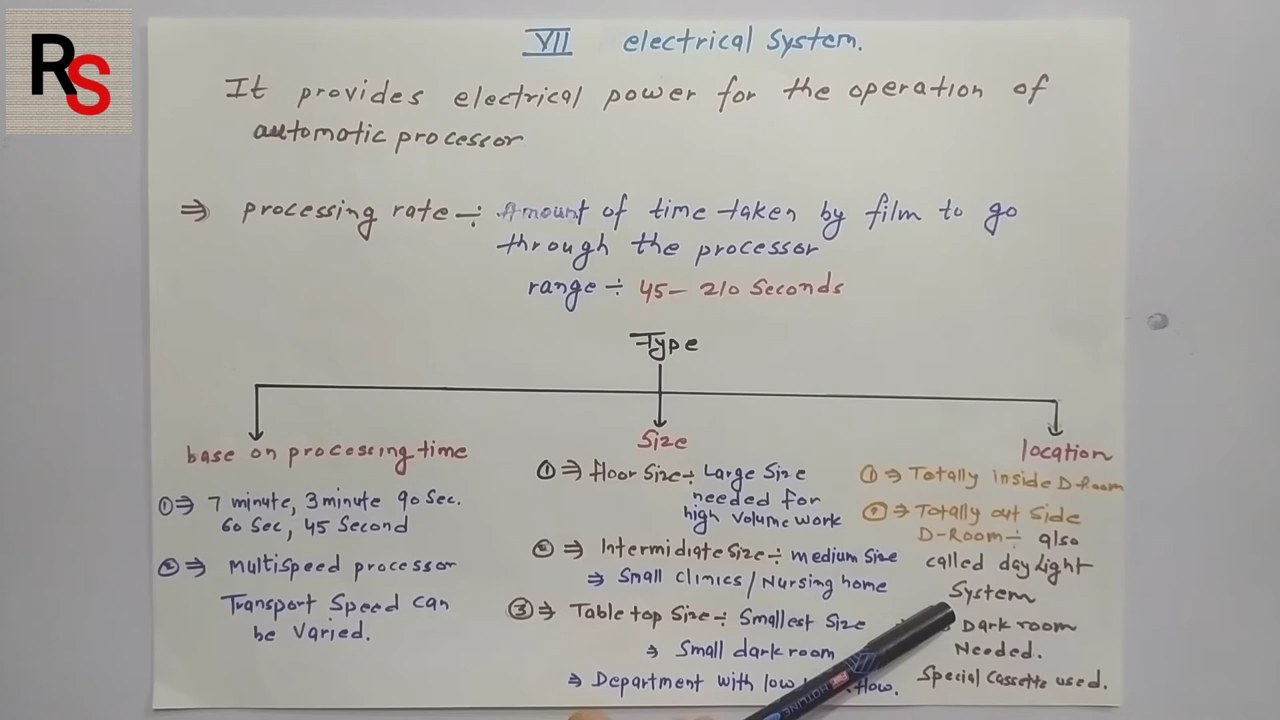 RS
VII electrical System.
It provides electrical power for the operation of
automatic processor
⇒ processing rate ÷ Amount of time taken by film to go
through the processor
range ÷ 45 - 210 Seconds
Type
base on processing time
① ⇒ 7 minute, 3 minute 90 Sec.
60 Sec, 45 Second
② ⇒ Multispeed processor
Transport Speed can
be Varied.
Size
① ⇒ floor Size ÷ Large Size
needed for
high Volume work
② ⇒ Intermidiate Size ÷ medium Size
⇒ Small clinics / Nursing home
③ ⇒ Table top Size ÷ Smallest Size
⇒ Small dark room
⇒ Department with low flow.
location
① ⇒ Totally inside D-Room
② ⇒ Totally out Side
D-Room ÷ also
called day Light
System
Dark room
Needed.
Special Cassette used.
HOTLINE